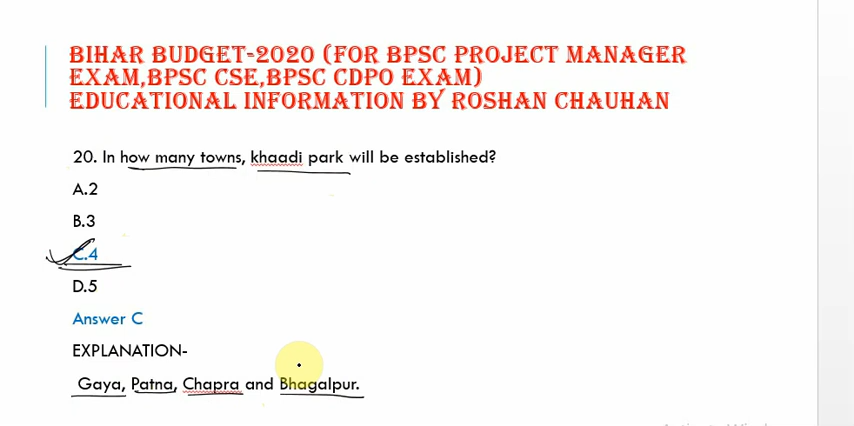 BIHAR BUDGET-2020 (FOR BPSC PROJECT MANAGER
EXAM,BPSC CSE,BPSC CDPO EXAM)
EDUCATIONAL INFORMATION BY ROSHAN CHAUHAN
20. In how many towns, khaadi park will be established?
A.2
B.3
C.4
D.5
Answer C
EXPLANATION-
Gaya, Patna, Chapra and Bhagalpur.